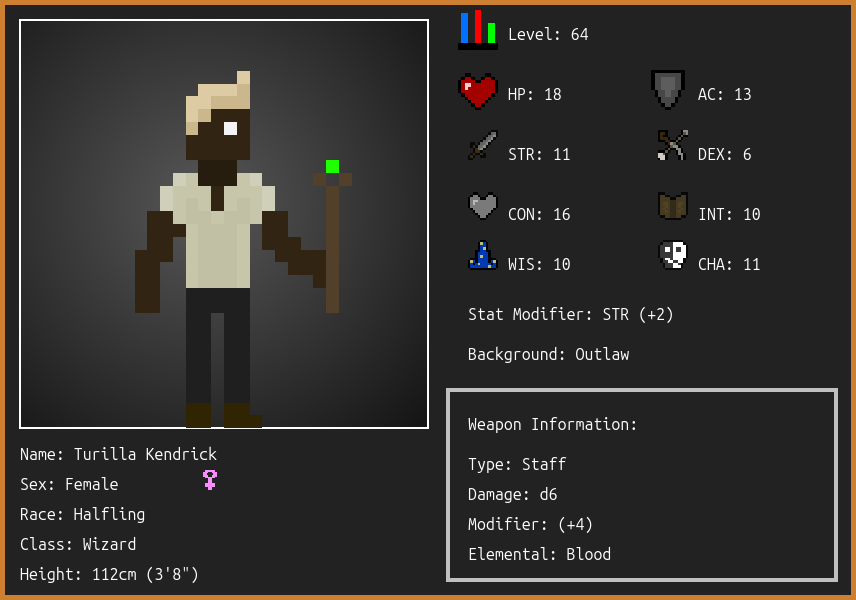 Level: 64
HP: 18
AC: 13
STR: 11
DEX: 6
CON: 16
INT: 10
WIS: 10
CHA: 11
Stat Modifier: STR (+2)
Background: Outlaw
Weapon Information:
Type: Staff
Damage: d6
Modifier: (+4)
Elemental: Blood
Name: Turilla Kendrick
Sex: Female
Race: Halfling
Class: Wizard
Height: 112cm (3'8")